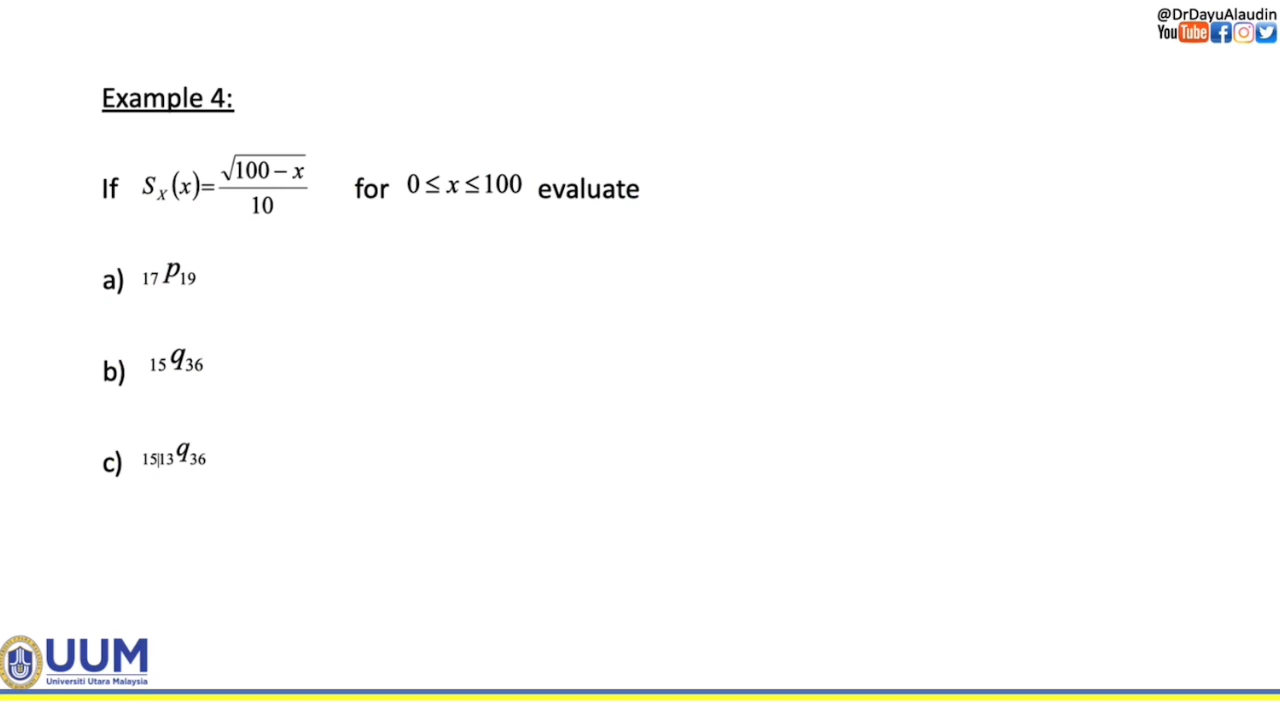 @DrDayuAlaudin
YouTube
Example 4:
If S_X(x)=√(100−x)/10 for 0≤x≤100 evaluate
a) ₁₇p₁₉
b) ₁₅q₃₆
c) ₁₅|₁₃q₃₆
UUM
Universiti Utara Malaysia